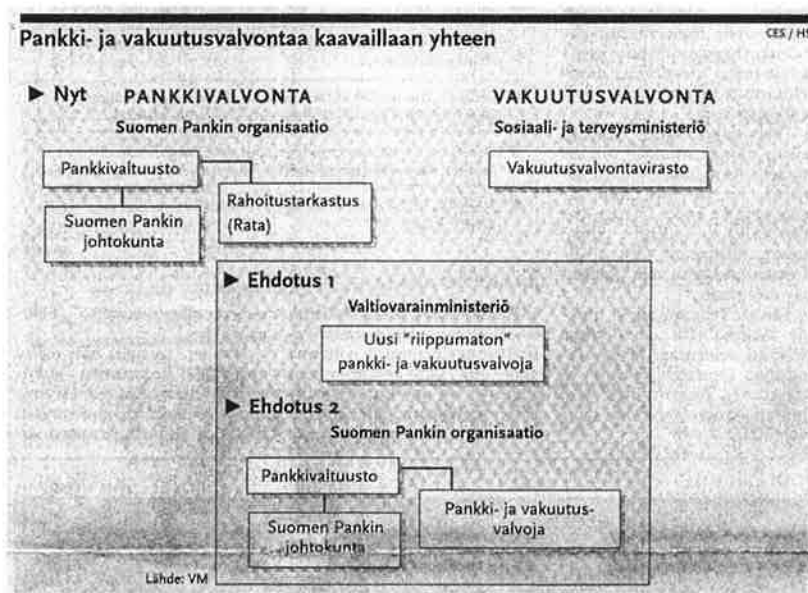 Pankki- ja vakuutusvalvontaa kaavaillaan yhteen
CES / HS
► Nyt
PANKKIVALVONTA
Suomen Pankin organisaatio
Pankkivaltuusto
Rahoitustarkastus
(Rata)
Suomen Pankin
johtokunta
VAKUUTUSVALVONTA
Sosiaali- ja terveysministeriö
Vakuutusvalvontavirasto
► Ehdotus 1
Valtiovarainministeriö
Uusi "riippumaton"
pankki- ja vakuutusvalvoja
► Ehdotus 2
Suomen Pankin organisaatio
Pankkivaltuusto
Pankki- ja vakuutus-
valvoja
Suomen Pankin
johtokunta
Lähde: VM